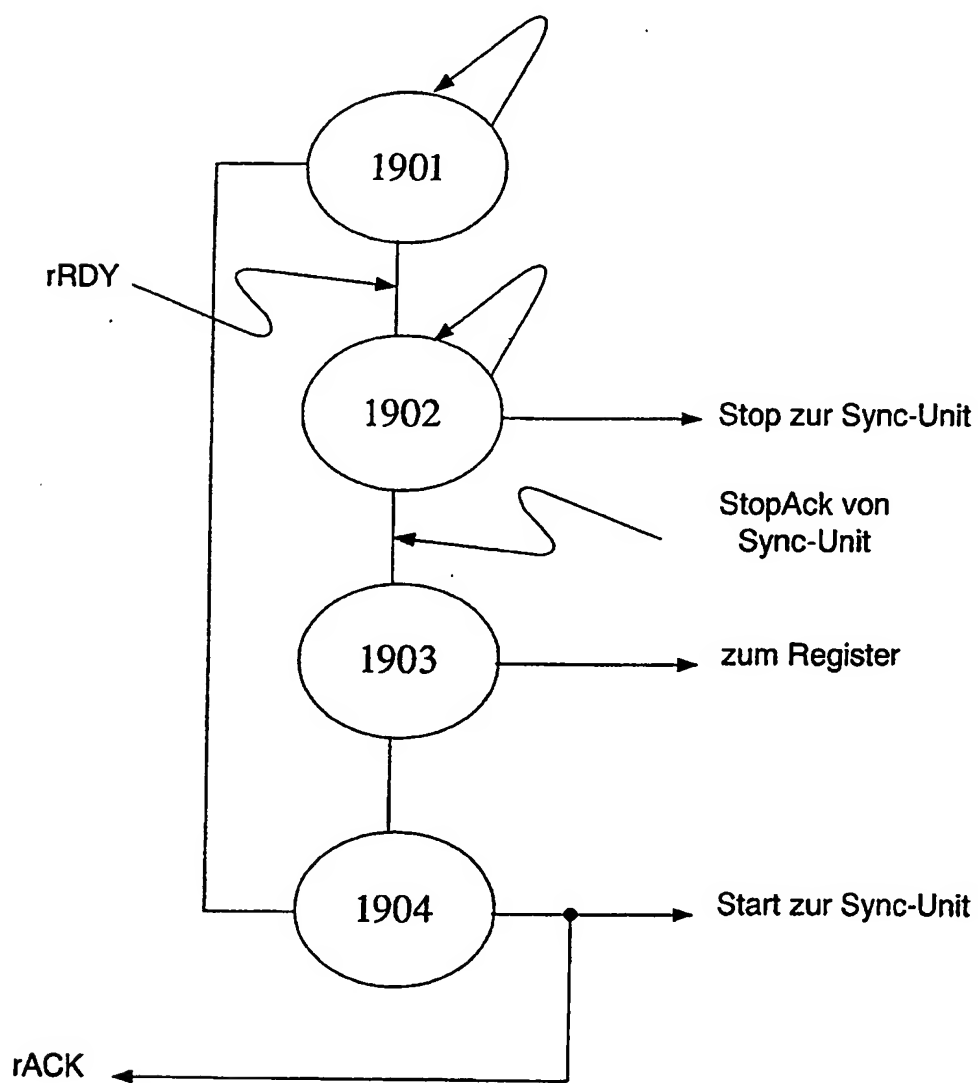 1901
rRDY
1902
Stop zur Sync-Unit
StopAck von
Sync-Unit
1903
zum Register
1904
Start zur Sync-Unit
rACK